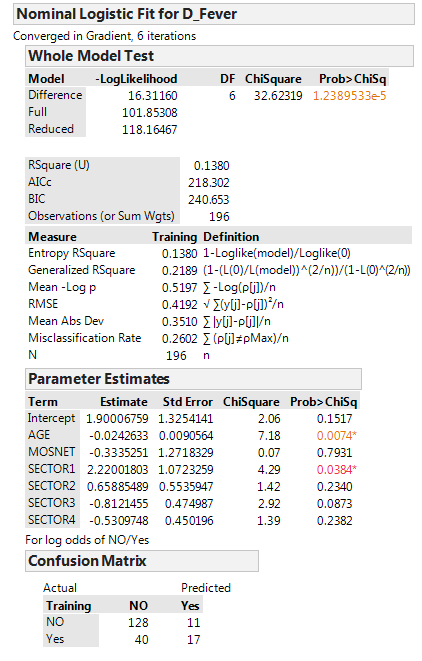 Nominal Logistic Fit for D_Fever
Converged in Gradient, 6 iterations
Whole Model Test
Model -LogLikelihood DF ChiSquare Prob>ChiSq
Difference 16.31160 6 32.62319 1.2389533e-5
Full 101.85308
Reduced 118.16467
RSquare (U) 0.1380
AICc 218.302
BIC 240.653
Observations (or Sum Wgts) 196
Measure Training Definition
Entropy RSquare 0.1380 1-Loglike(model)/Loglike(0)
Generalized RSquare 0.2189 (1-(L(0)/L(model))^(2/n))/(1-L(0)^(2/n))
Mean -Log p 0.5197 ∑ -Log(ρ[j])/n
RMSE 0.4192 √ ∑(y[j]-ρ[j])²/n
Mean Abs Dev 0.3510 ∑ |y[j]-ρ[j]|/n
Misclassification Rate 0.2602 ∑ (ρ[j]≠ρMax)/n
N 196 n
Parameter Estimates
Term Estimate Std Error ChiSquare Prob>ChiSq
Intercept 1.90006759 1.3254141 2.06 0.1517
AGE -0.0242633 0.0090564 7.18 0.0074*
MOSNET -0.3335251 1.2718329 0.07 0.7931
SECTOR1 2.22001803 1.0723259 4.29 0.0384*
SECTOR2 0.65885489 0.5535947 1.42 0.2340
SECTOR3 -0.8121455 0.474987 2.92 0.0873
SECTOR4 -0.5309748 0.450196 1.39 0.2382
For log odds of NO/Yes
Confusion Matrix
Actual Predicted
Training NO Yes
NO 128 11
Yes 40 17